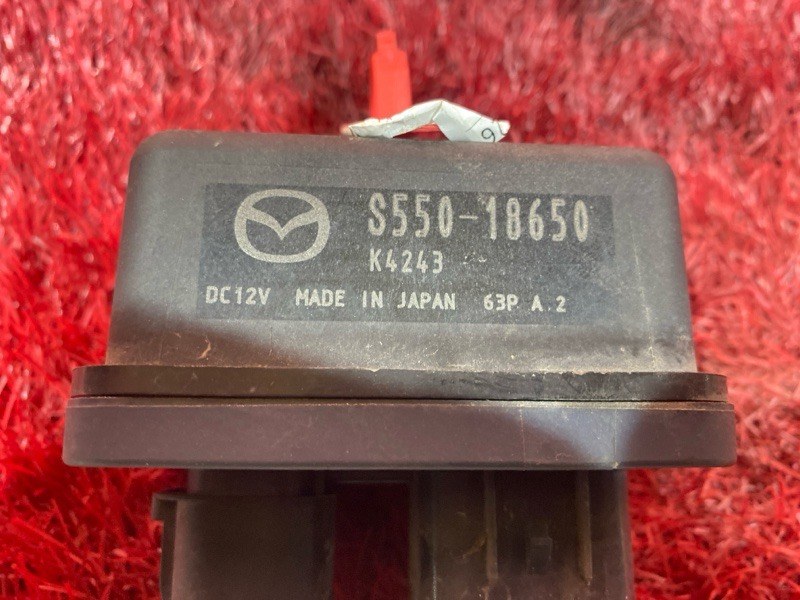 S550-18650
K4243
DC12V MADE IN JAPAN 63P A.2